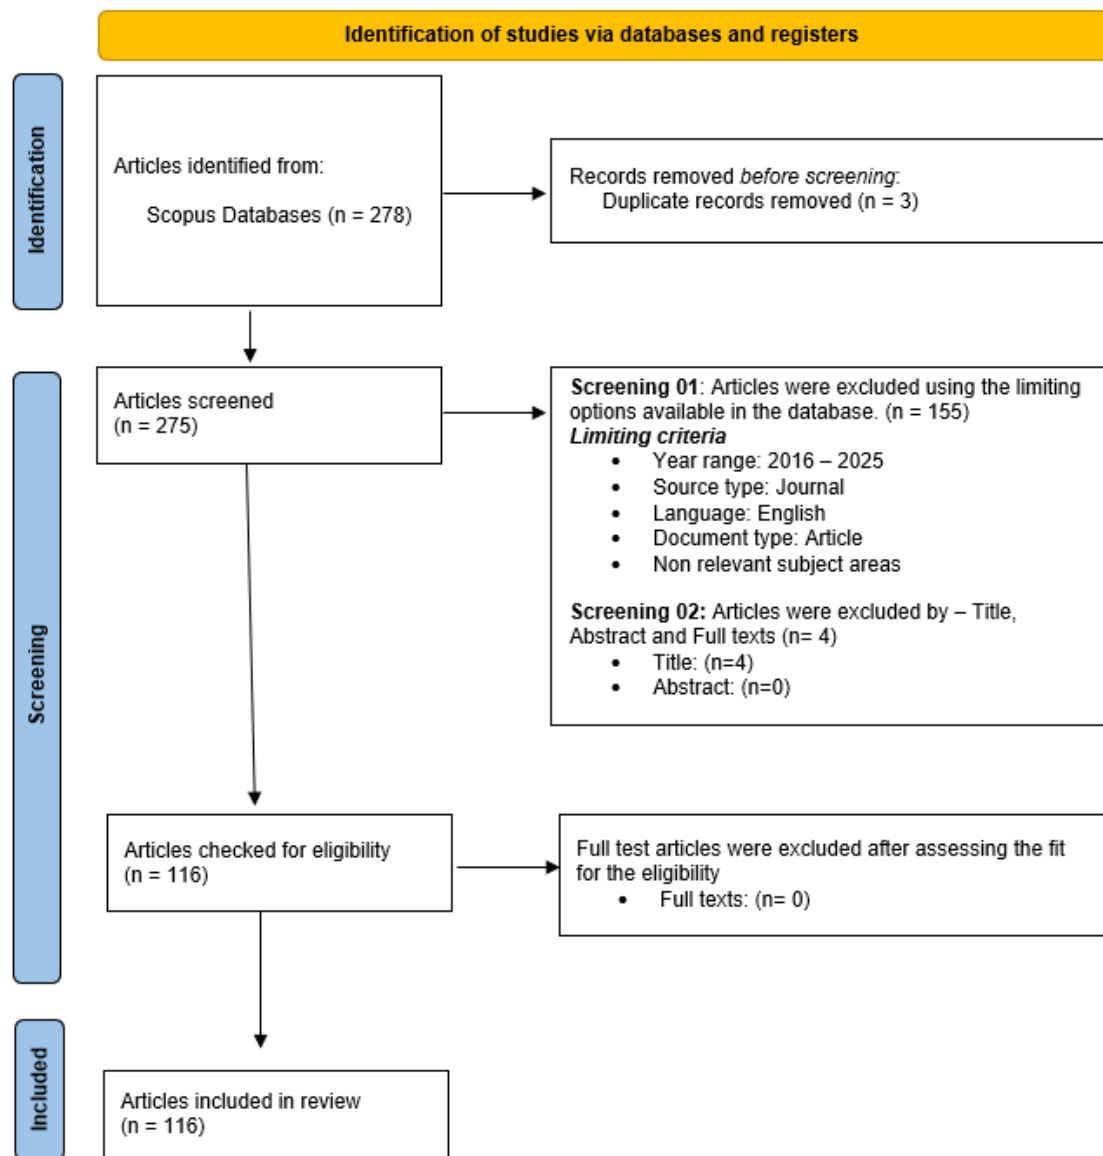 Identification of studies via databases and registers
Identification
Articles identified from:
Scopus Databases (n = 278)
Records removed before screening:
Duplicate records removed (n = 3)
Screening
Articles screened
(n = 275)
Screening 01: Articles were excluded using the limiting
options available in the database. (n = 155)
Limiting criteria
• Year range: 2016 – 2025
• Source type: Journal
• Language: English
• Document type: Article
• Non relevant subject areas
Screening 02: Articles were excluded by – Title,
Abstract and Full texts (n= 4)
• Title: (n=4)
• Abstract: (n=0)
Articles checked for eligibility
(n = 116)
Full test articles were excluded after assessing the fit
for the eligibility
• Full texts: (n= 0)
Included
Articles included in review
(n = 116)